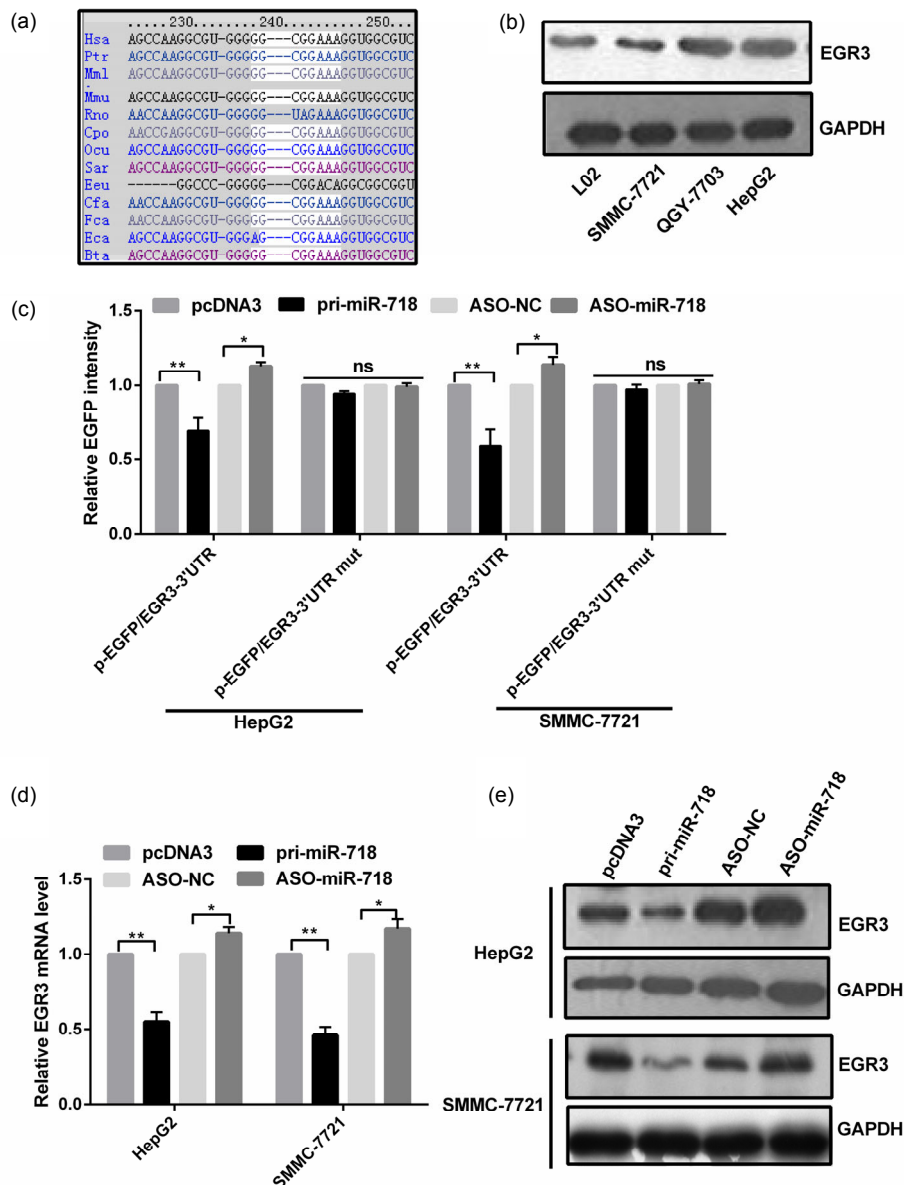 (a)
....230.......240.......250..
Hsa AGCCAAGGCGU-GGGGG---CGGAAAGGUGGCGUC
Ptr AGCCAAGGCGU-GGGGG---CGGAAAGGUGGCGUC
Mml AGCCAAGGCGU-GGGGG---CGGAAAGGUGGCGUC
Mmu AGCCAAGGCGU-GGGGG---CGGAAAGGUGGCGUC
Rno AACCAAGGCGU-GGGGG---UAGAAAGGUGGCGUC
Cpo AACCGAGGCGU-GGGGG---CGGAAAGGUGGCGUC
Ocu AGCCAAGGCGU-GGGGG---CGGAAAGGUGGCGUC
Sar AGCCAAGGCGU-GGGGG---CGGAAAGGUGGCGUC
Eeu ------GGCCC-GGGGG---CGGACAGGCGGCGGU
Cfa AACCAAGGCGU-GGGGG---CGGAAAGGUGGCGUC
Fca AACCAAGGCGU-GGGGG---CGGAAAGGUGGCGUC
Eca AGCCAAGGCGU-GGGAG---CGGAAAGGUGGCGUC
Bta AGCCAAGGCGU-GGGGG---CGGAAAGGUGGCGUC
(b)
EGR3
GAPDH
L02
SMMC-7721
QGY-7703
HepG2
(c)
pcDNA3 pri-miR-718 ASO-NC ASO-miR-718
Relative EGFP intensity
1.5
1.0
0.5
0.0
** * ns ** * ns
p-EGFP/EGR3-3'UTR
p-EGFP/EGR3-3'UTR mut
p-EGFP/EGR3-3'UTR
p-EGFP/EGR3-3'UTR mut
HepG2
SMMC-7721
(d)
pcDNA3 pri-miR-718
ASO-NC ASO-miR-718
Relative EGR3 mRNA level
1.5
1.0
0.5
0.0
** * ** *
HepG2
SMMC-7721
(e)
pcDNA3
pri-miR-718
ASO-NC
ASO-miR-718
HepG2
EGR3
GAPDH
SMMC-7721
EGR3
GAPDH